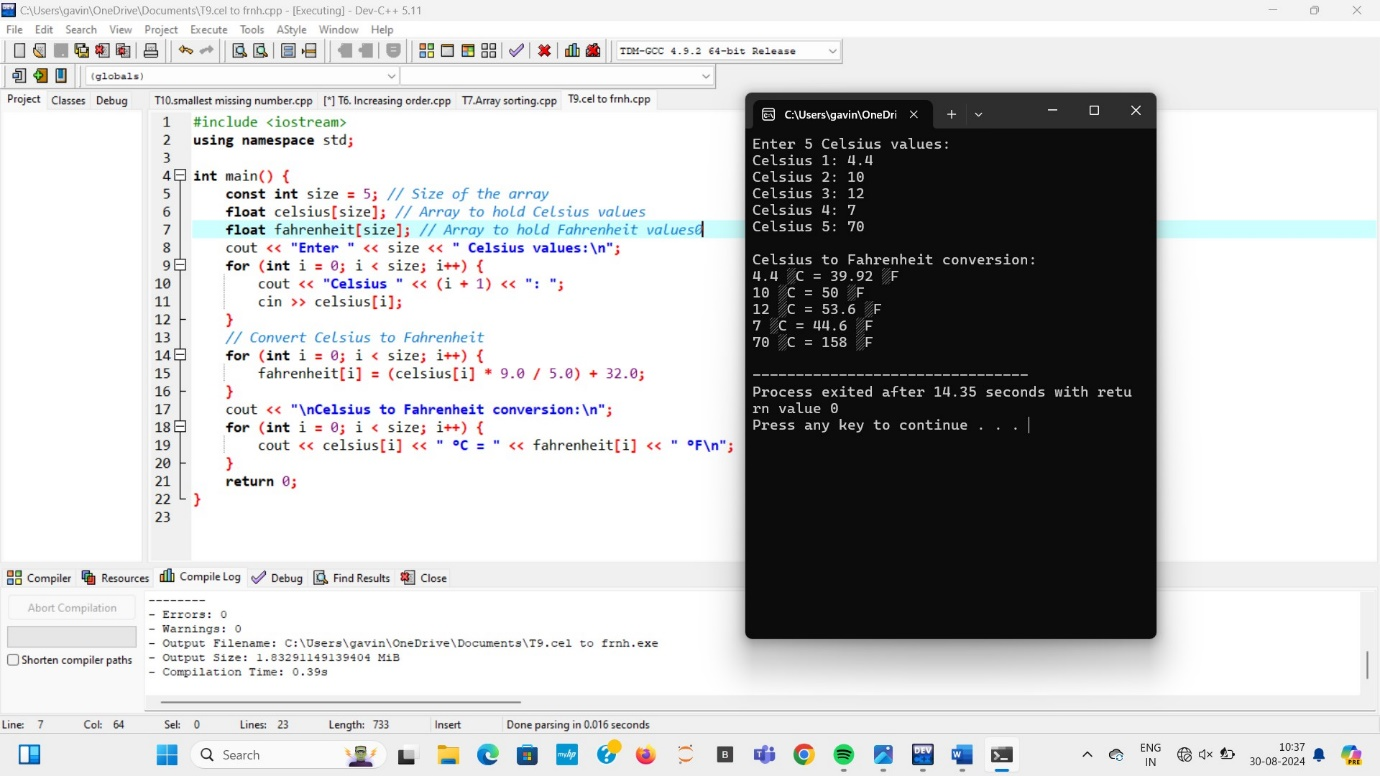 C:\Users\gavin\OneDrive\Documents\T9.cel to frnh.cpp - [Executing] - Dev-C++ 5.11
File Edit Search View Project Execute Tools AStyle Window Help
TDM-GCC 4.9.2 64-bit Release
(globals)
Project Classes Debug
T10.smallest missing number.cpp [*] T6. Increasing order.cpp T7.Array sorting.cpp T9.cel to frnh.cpp
1 #include <iostream>
2 using namespace std;
3
4 int main() {
5 const int size = 5; // Size of the array
6 float celsius[size]; // Array to hold Celsius values
7 float fahrenheit[size]; // Array to hold Fahrenheit values0
8 cout << "Enter " << size << " Celsius values:\n";
9 for (int i = 0; i < size; i++) {
10 cout << "Celsius " << (i + 1) << ": ";
11 cin >> celsius[i];
12 }
13 // Convert Celsius to Fahrenheit
14 for (int i = 0; i < size; i++) {
15 fahrenheit[i] = (celsius[i] * 9.0 / 5.0) + 32.0;
16 }
17 cout << "\nCelsius to Fahrenheit conversion:\n";
18 for (int i = 0; i < size; i++) {
19 cout << celsius[i] << " °C = " << fahrenheit[i] << " °F\n";
20 }
21 return 0;
22 }
23
C:\Users\gavin\OneDri
Enter 5 Celsius values:
Celsius 1: 4.4
Celsius 2: 10
Celsius 3: 12
Celsius 4: 7
Celsius 5: 70
Celsius to Fahrenheit conversion:
4.4 ░C = 39.92 ░F
10 ░C = 50 ░F
12 ░C = 53.6 ░F
7 ░C = 44.6 ░F
70 ░C = 158 ░F
--------------------------------
Process exited after 14.35 seconds with retu
rn value 0
Press any key to continue . . .
Compiler Resources Compile Log Debug Find Results Close
Abort Compilation
Shorten compiler paths
--------
- Errors: 0
- Warnings: 0
- Output Filename: C:\Users\gavin\OneDrive\Documents\T9.cel to frnh.exe
- Output Size: 1.83291149139404 MiB
- Compilation Time: 0.39s
Line: 7 Col: 64 Sel: 0 Lines: 23 Length: 733 Insert Done parsing in 0.016 seconds
Search
my hp
B
DEV
ENG
IN
10:37
30-08-2024
PRE